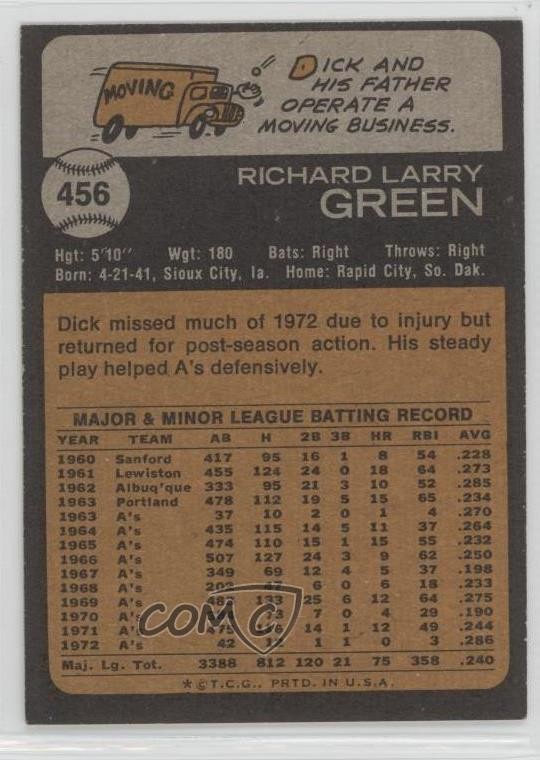 MOVING
DICK AND
HIS FATHER
OPERATE A
MOVING BUSINESS.
456
RICHARD LARRY
GREEN
Hgt: 5'10" Wgt: 180 Bats: Right Throws: Right
Born: 4-21-41, Sioux City, Ia. Home: Rapid City, So. Dak.
Dick missed much of 1972 due to injury but
returned for post-season action. His steady
play helped A's defensively.
MAJOR & MINOR LEAGUE BATTING RECORD
YEAR TEAM AB H 2B 3B HR RBI AVG
1960 Sanford 417 95 16 1 8 54 .228
1961 Lewiston 455 124 24 0 18 64 .273
1962 Albuq'que 333 95 21 3 10 52 .285
1963 Portland 478 112 19 5 15 65 .234
1963 A's 37 10 2 0 1 4 .270
1964 A's 435 115 14 5 11 37 .264
1965 A's 474 110 15 1 15 55 .232
1966 A's 507 127 24 3 9 62 .250
1967 A's 349 69 12 4 5 37 .198
1968 A's 6 0 6 18 .233
1969 A's 133 25 6 12 64 .275
1970 A's 73 7 0 4 29 .190
1971 A's 14 1 12 49 .244
1972 A's 42 12 1 1 0 3 .286
Maj. Lg. Tot. 3388 812 120 21 75 358 .240
*©T.C.G., PRTD. IN U.S.A.
COMC